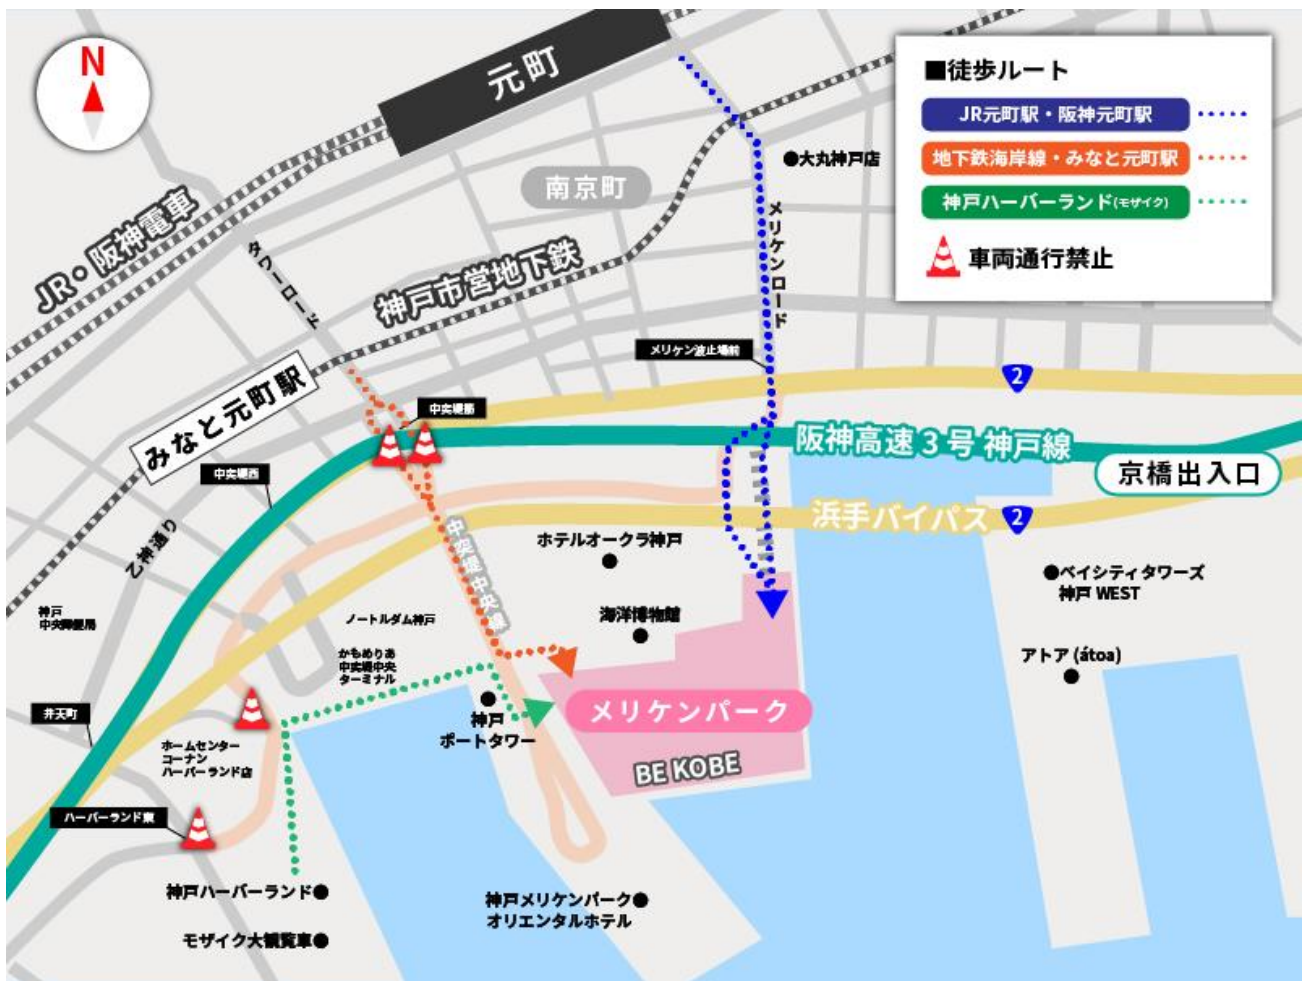 N
元町
■徒歩ルート
JR元町駅・阪神元町駅
地下鉄海岸線・みなと元町駅
神戸ハーバーランド(モザイク)
車両通行禁止
大丸神戸店
南京町
JR・阪神電車
タワーロード
神戸市営地下鉄
メリケンロード
メリケン波止場前
2
みなと元町駅
中突堤前
阪神高速3号 神戸線
京橋出入口
中突堤西
浜手バイパス
2
乙仲通り
中突堤中央線
ホテルオークラ神戸
ベイシティタワーズ
神戸 WEST
神戸
中央郵便局
ノートルダム神戸
海洋博物館
かもめりあ
中突堤中央
ターミナル
アトア (átoa)
弁天町
神戸
ポートタワー
メリケンパーク
ホームセンター
コーナン
ハーバーランド店
BE KOBE
ハーバーランド東
神戸ハーバーランド
神戸メリケンパーク
オリエンタルホテル
モザイク大観覧車